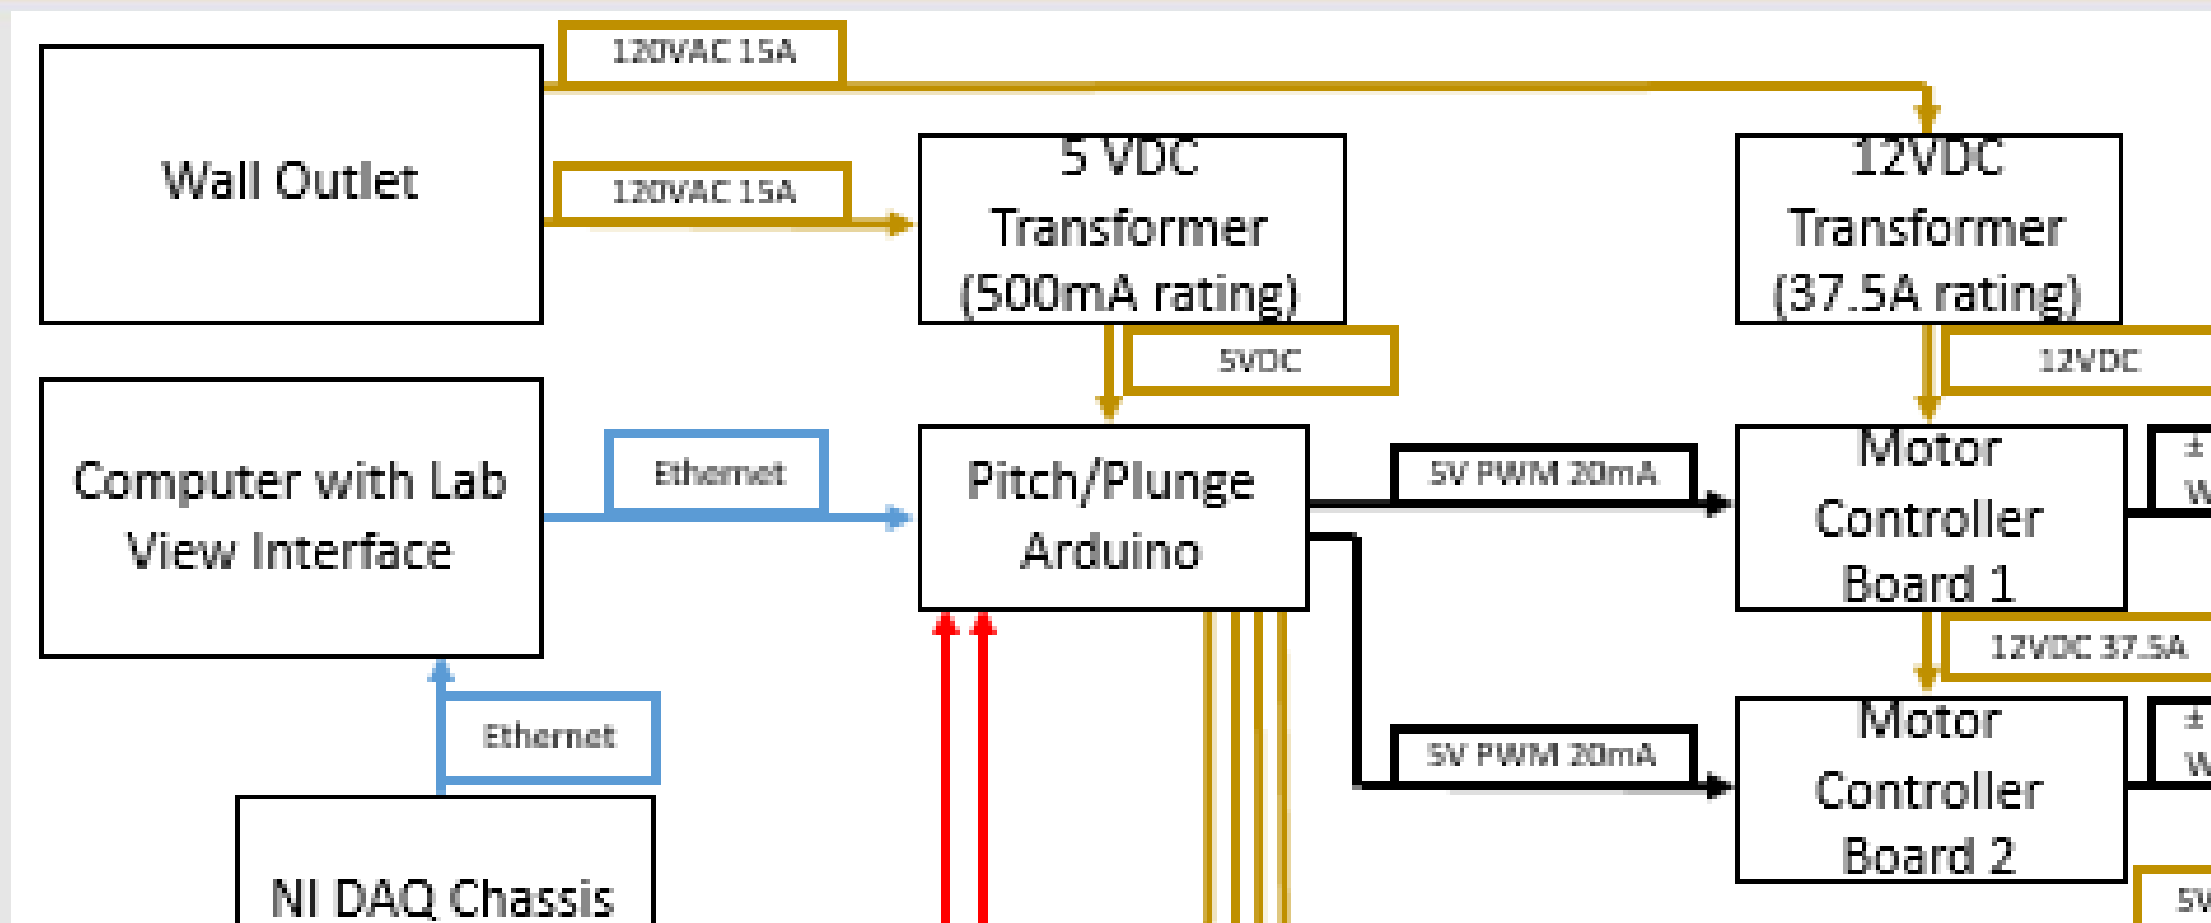 120VAC 15A
Wall Outlet
120VAC 15A
5 VDC
Transformer
(500mA rating)
12VDC
Transformer
(37.5A rating)
5VDC
12VDC
Computer with Lab
View Interface
Ethernet
Pitch/Plunge
Arduino
5V PWM 20mA
Motor
Controller
Board 1
±
12VDC 37.5A
Ethernet
5V PWM 20mA
Motor
Controller
Board 2
±
NI DAQ Chassis